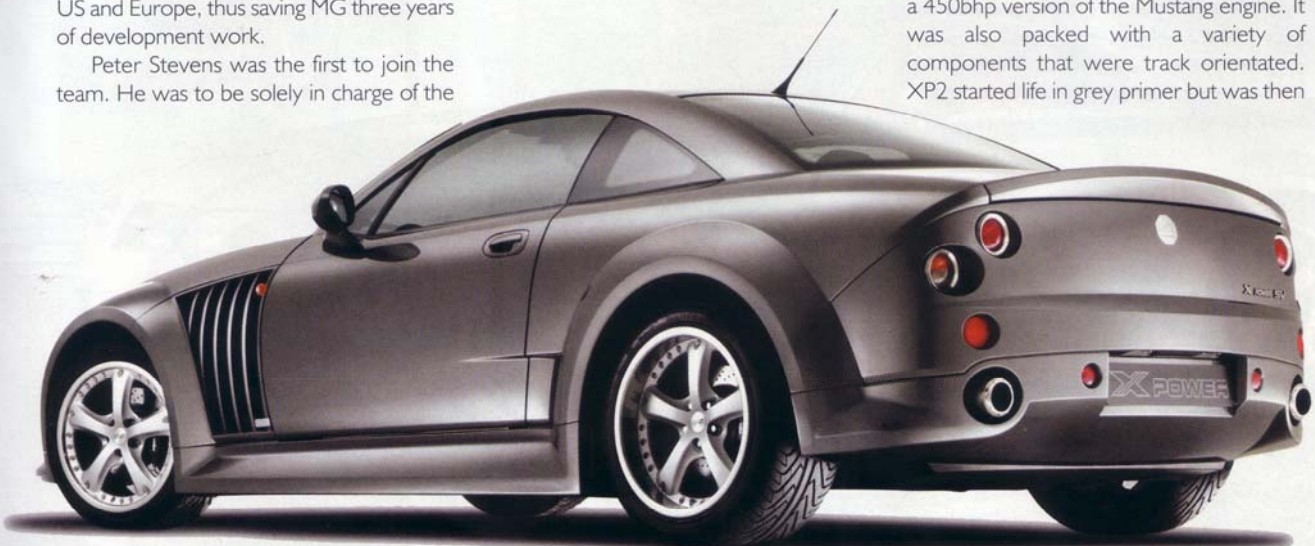 US and Europe, thus saving MG three years
of development work.
Peter Stevens was the first to join the
team. He was to be solely in charge of the
a 450bhp version of the Mustang engine. It
was also packed with a variety of
components that were track orientated.
XP2 started life in grey primer but was then
X POWER SV
X POWER